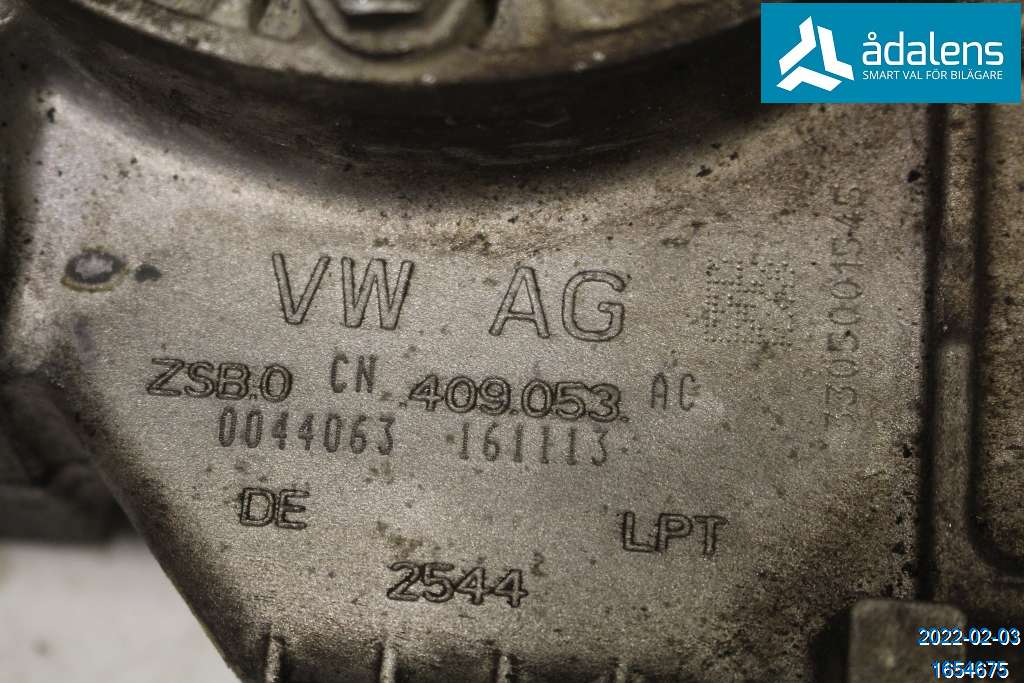 ådalens
SMART VAL FÖR BILÄGARE
VW AG
ZSB.0 CN .409.053. AC
0044063 161113
3305001545
DE LPT
2544
2022-02-03
1654675